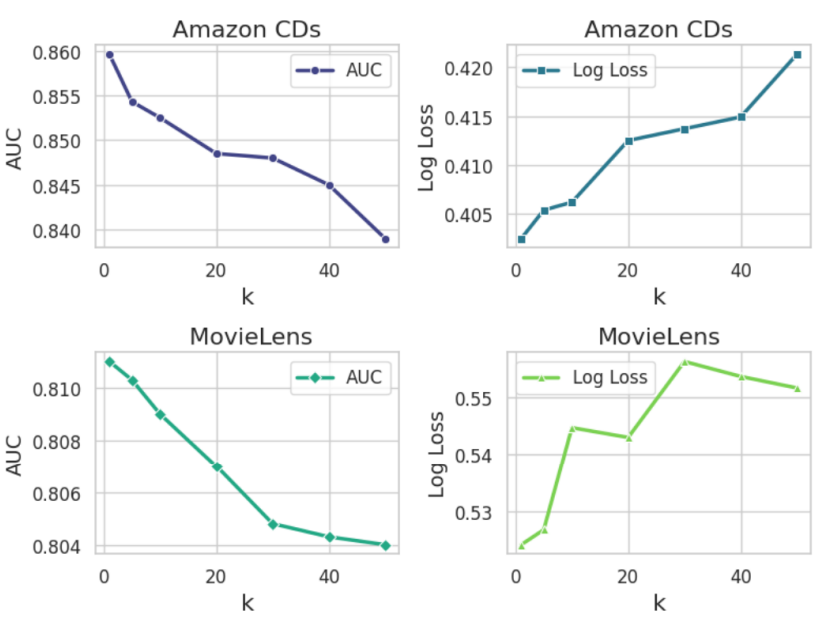 Amazon CDs
AUC
0.860
0.855
0.850
0.845
0.840
AUC
0 20 40
k
Amazon CDs
Log Loss
0.420
0.415
0.410
0.405
Log Loss
0 20 40
k
MovieLens
AUC
0.810
0.808
0.806
0.804
AUC
0 20 40
k
MovieLens
Log Loss
0.55
0.54
0.53
Log Loss
0 20 40
k